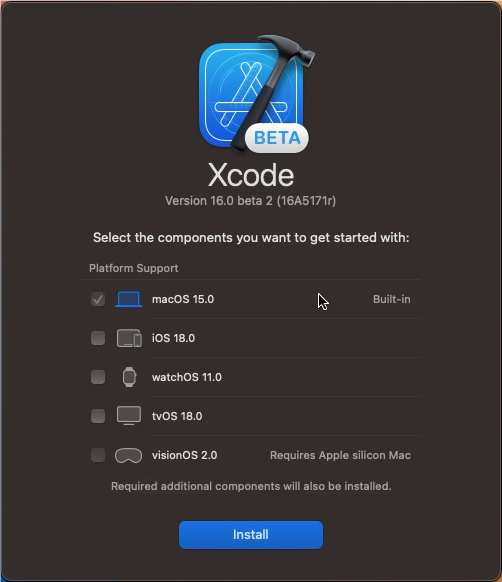 BETA
Xcode
Version 16.0 beta 2 (16A5171r)
Select the components you want to get started with:
Platform Support
macOS 15.0 Built-in
iOS 18.0
watchOS 11.0
tvOS 18.0
visionOS 2.0 Requires Apple silicon Mac
Required additional components will also be installed.
Install